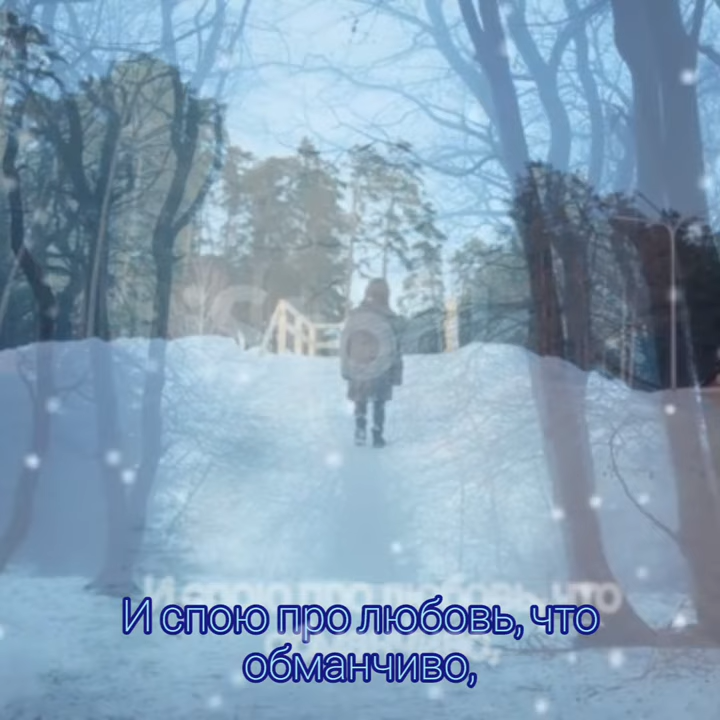 И спою про любовь, что
обманчиво,